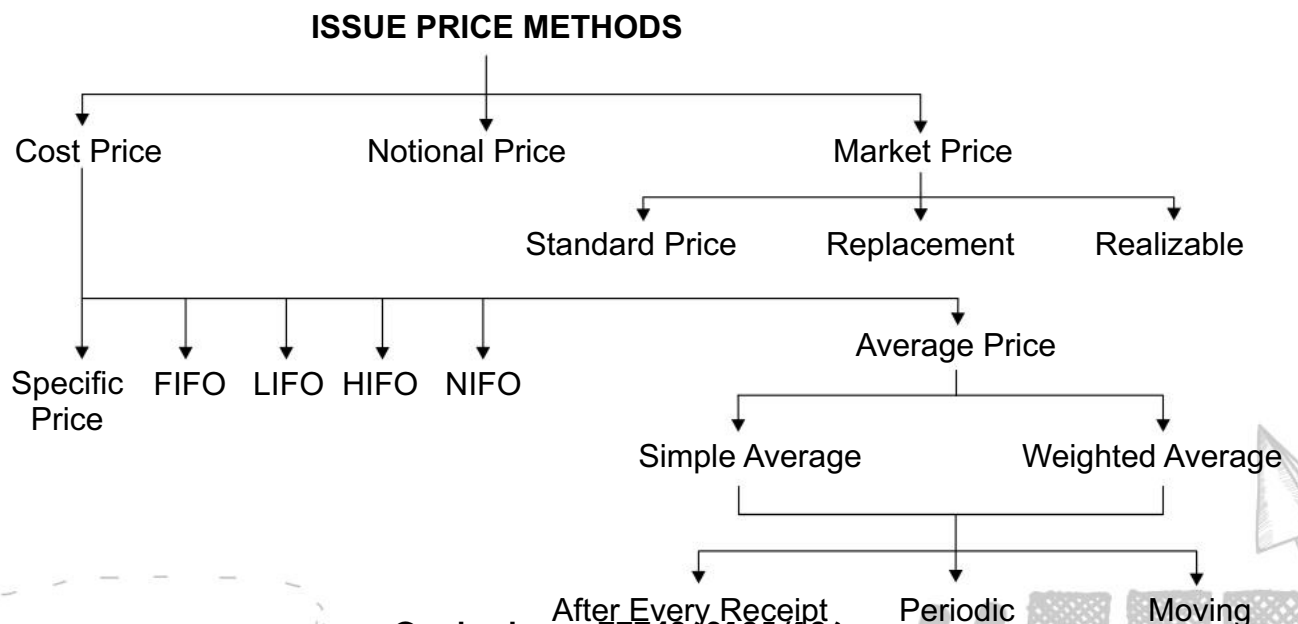 ISSUE PRICE METHODS
Cost Price Notional Price Market Price
Standard Price Replacement Realizable
Average Price
Specific Price FIFO LIFO HIFO NIFO
Simple Average Weighted Average
After Every Receipt Periodic Moving